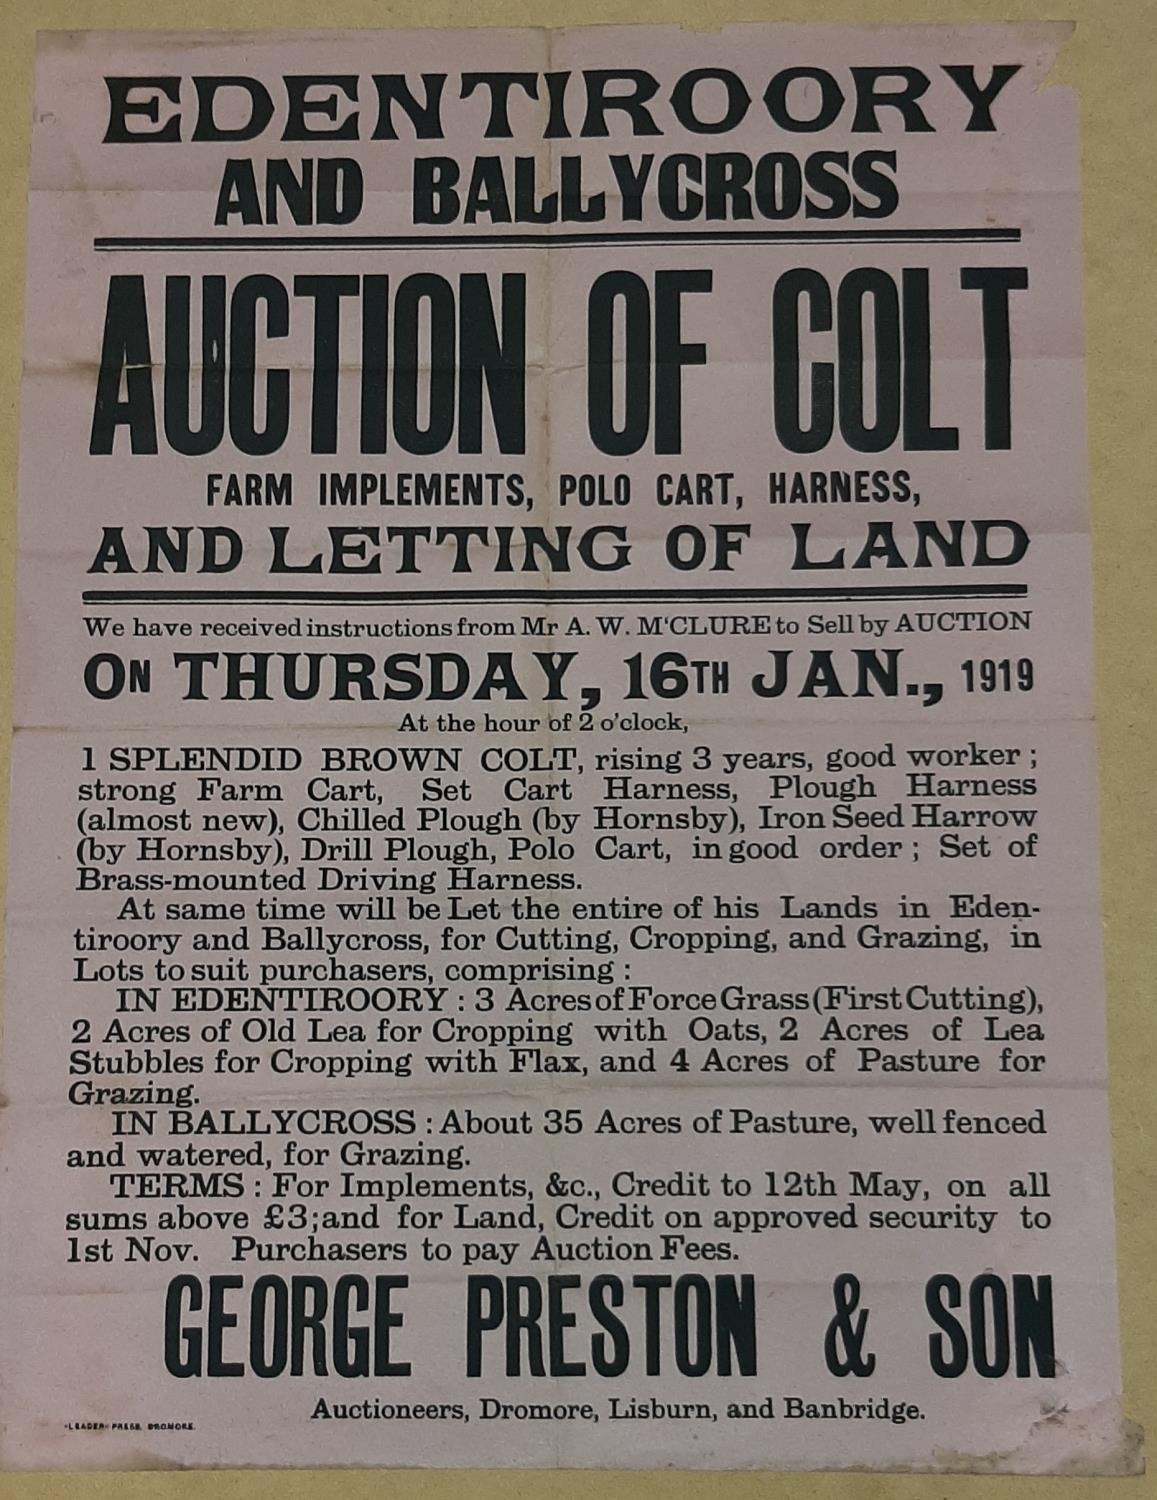 EDENTIROORY
AND BALLYCROSS
AUCTION OF COLT
FARM IMPLEMENTS, POLO CART, HARNESS,
AND LETTING OF LAND
We have received instructions from Mr A. W. M‘CLURE to Sell by AUCTION
ON THURSDAY, 16TH JAN., 1919
At the hour of 2 o'clock,
1 SPLENDID BROWN COLT, rising 3 years, good worker ;
strong Farm Cart, Set Cart Harness, Plough Harness
(almost new), Chilled Plough (by Hornsby), Iron Seed Harrow
(by Hornsby), Drill Plough, Polo Cart, in good order ; Set of
Brass-mounted Driving Harness.
At same time will be Let the entire of his Lands in Eden-
tiroory and Ballycross, for Cutting, Cropping, and Grazing, in
Lots to suit purchasers, comprising :
IN EDENTIROORY : 3 Acres of Force Grass (First Cutting),
2 Acres of Old Lea for Cropping with Oats, 2 Acres of Lea
Stubbles for Cropping with Flax, and 4 Acres of Pasture for
Grazing.
IN BALLYCROSS : About 35 Acres of Pasture, well fenced
and watered, for Grazing.
TERMS : For Implements, &c., Credit to 12th May, on all
sums above £3; and for Land, Credit on approved security to
1st Nov. Purchasers to pay Auction Fees.
GEORGE PRESTON & SON
Auctioneers, Dromore, Lisburn, and Banbridge.
"LEADER" PRESS, DROMORE.